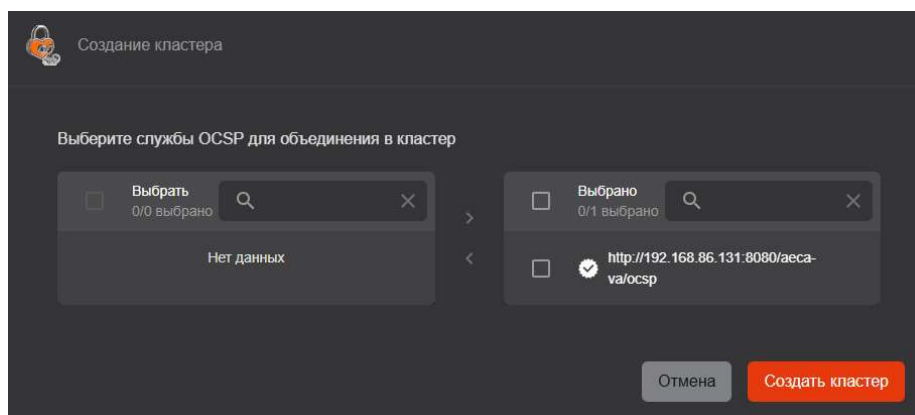 Создание кластера
Выберите службы OCSP для объединения в кластер
Выбрать
0/0 выбрано
Нет данных
Выбрано
0/1 выбрано
http://192.168.86.131:8080/aeca-
va/ocsp
Отмена
Создать кластер